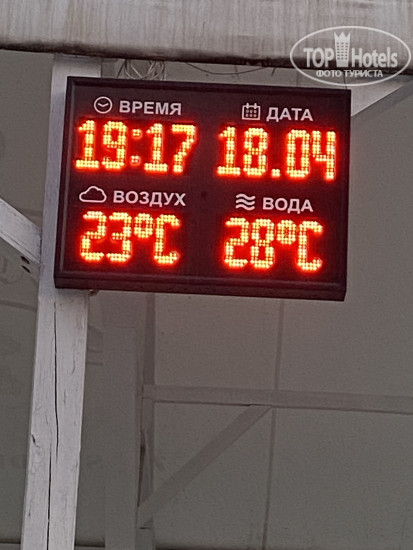 TOP Hotels
ФОТО ТУРИСТА
ВРЕМЯ ДАТА
19:17 18.04
ВОЗДУХ ВОДА
23°C 28°C